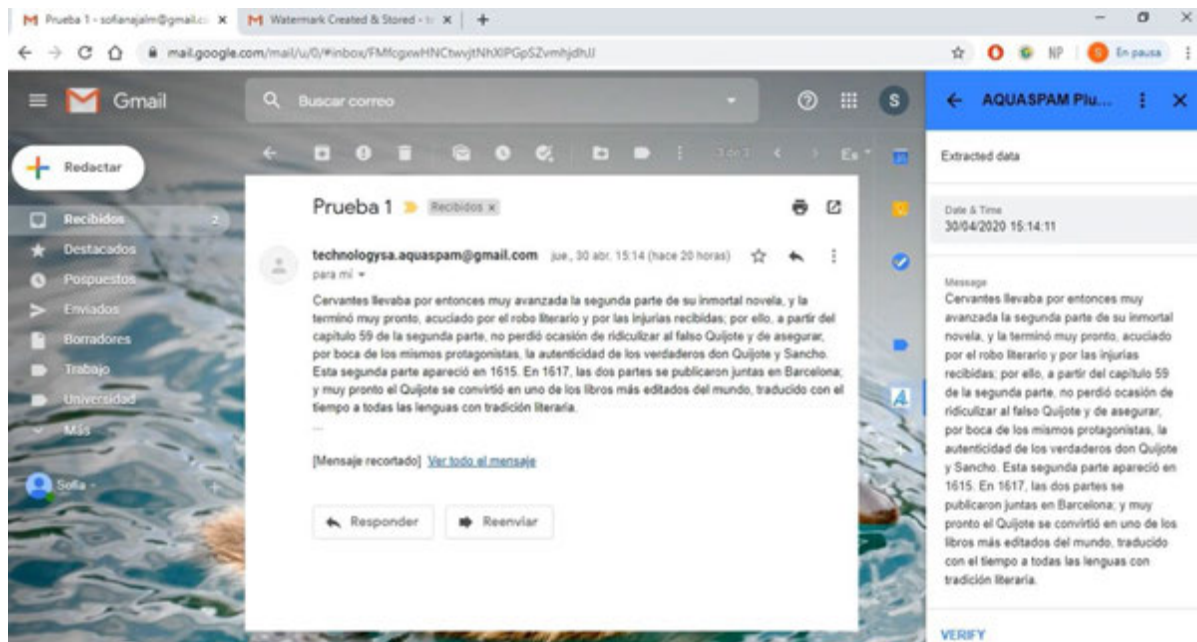 Prueba 1 - sofianajalm@gmail.c
Watermark Created & Stored - t
mail.google.com/mail/u/0/#inbox/
NP
S
En pausa
Gmail
Buscar correo
S
AQUASPAM Plu...
Redactar
3 de 3
Es
Extracted data
Recibidos 2
Destacados
Pospuestos
Enviados
Borradores
Trabajo
Universidad
Más
Sofia
Prueba 1 Recibidos x
technologysa.aquaspam@gmail.com jue., 30 abr. 15:14 (hace 20 horas)
para mí
Cervantes llevaba por entonces muy avanzada la segunda parte de su inmortal novela, y la
terminó muy pronto, acuciado por el robo literario y por las injurias recibidas; por ello, a partir del
capítulo 59 de la segunda parte, no perdió ocasión de ridiculizar al falso Quijote y de asegurar,
por boca de los mismos protagonistas, la autenticidad de los verdaderos don Quijote y Sancho.
Esta segunda parte apareció en 1615. En 1617, las dos partes se publicaron juntas en Barcelona;
y muy pronto el Quijote se convirtió en uno de los libros más editados del mundo, traducido con el
tiempo a todas las lenguas con tradición literaria.
...
[Mensaje recortado] Ver todo el mensaje
Responder
Reenviar
Date & Time
30/04/2020 15:14:11
Message
Cervantes llevaba por entonces muy
avanzada la segunda parte de su inmortal
novela, y la terminó muy pronto, acuciado
por el robo literario y por las injurias
recibidas; por ello, a partir del capítulo 59
de la segunda parte, no perdió ocasión de
ridiculizar al falso Quijote y de asegurar,
por boca de los mismos protagonistas, la
autenticidad de los verdaderos don Quijote
y Sancho. Esta segunda parte apareció en
1615. En 1617, las dos partes se
publicaron juntas en Barcelona; y muy
pronto el Quijote se convirtió en uno de los
libros más editados del mundo, traducido
con el tiempo a todas las lenguas con
tradición literaria.
VERIFY